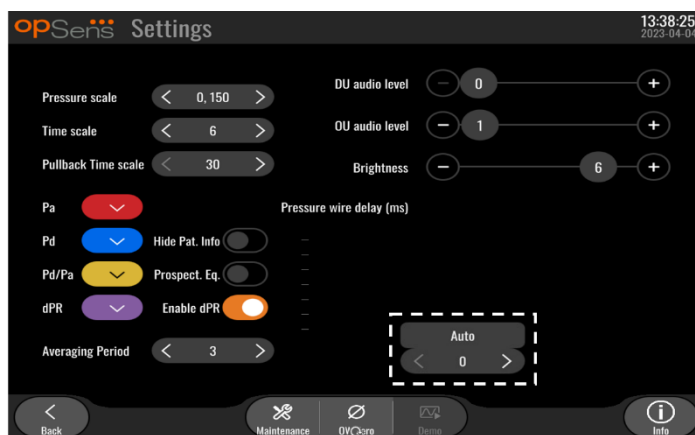 opSens Settings
13:38:25
2023-04-04
DU audio level
0
Pressure scale
0, 150
Time scale
6
OU audio level
1
Pullback Time scale
30
Brightness
6
Pa
Pressure wire delay (ms)
Pd
Hide Pat. Info
Pd/Pa
Prospect. Eq.
dPR
Enable dPR
Auto
Averaging Period
3
0
Back
Maintenance
Demo
Info